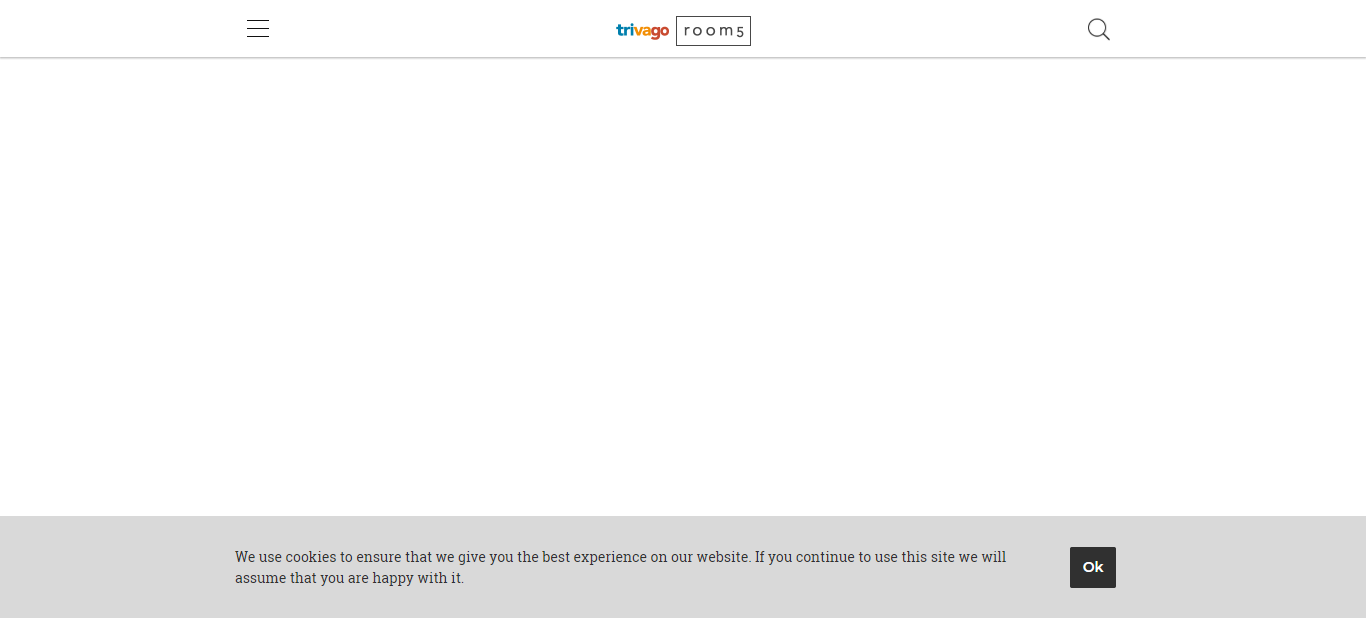 trivago room5
We use cookies to ensure that we give you the best experience on our website. If you continue to use this site we will
assume that you are happy with it.
Ok